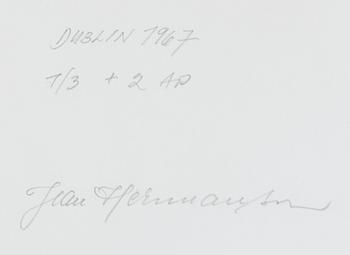 DUBLIN 1967
1/3 + 2 AP
Jean Hermanson